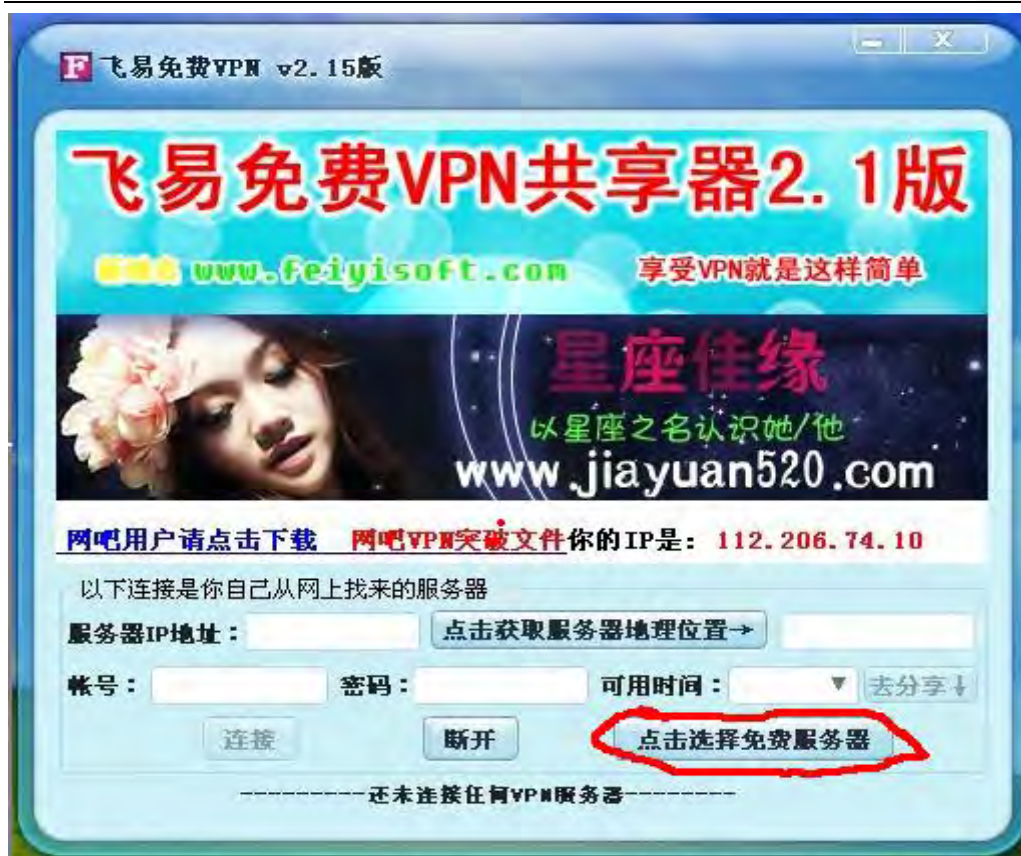 F 飞易免费VPN v2.15版
飞易免费VPN共享器2.1版
www.feiyisoft.com 享受VPN就是这样简单
星座佳缘
以星座之名认识她/他
www.jiayuan520.com
网吧用户请点击下载 网吧VPN突破文件你的IP是: 112.206.74.10
以下连接是你自己从网上找来的服务器
服务器IP地址: 点击获取服务器地理位置→
帐号: 密码: 可用时间: ▼ 去分享↓
连接 断开 点击选择免费服务器
---------还未连接任何VPN服务器--------